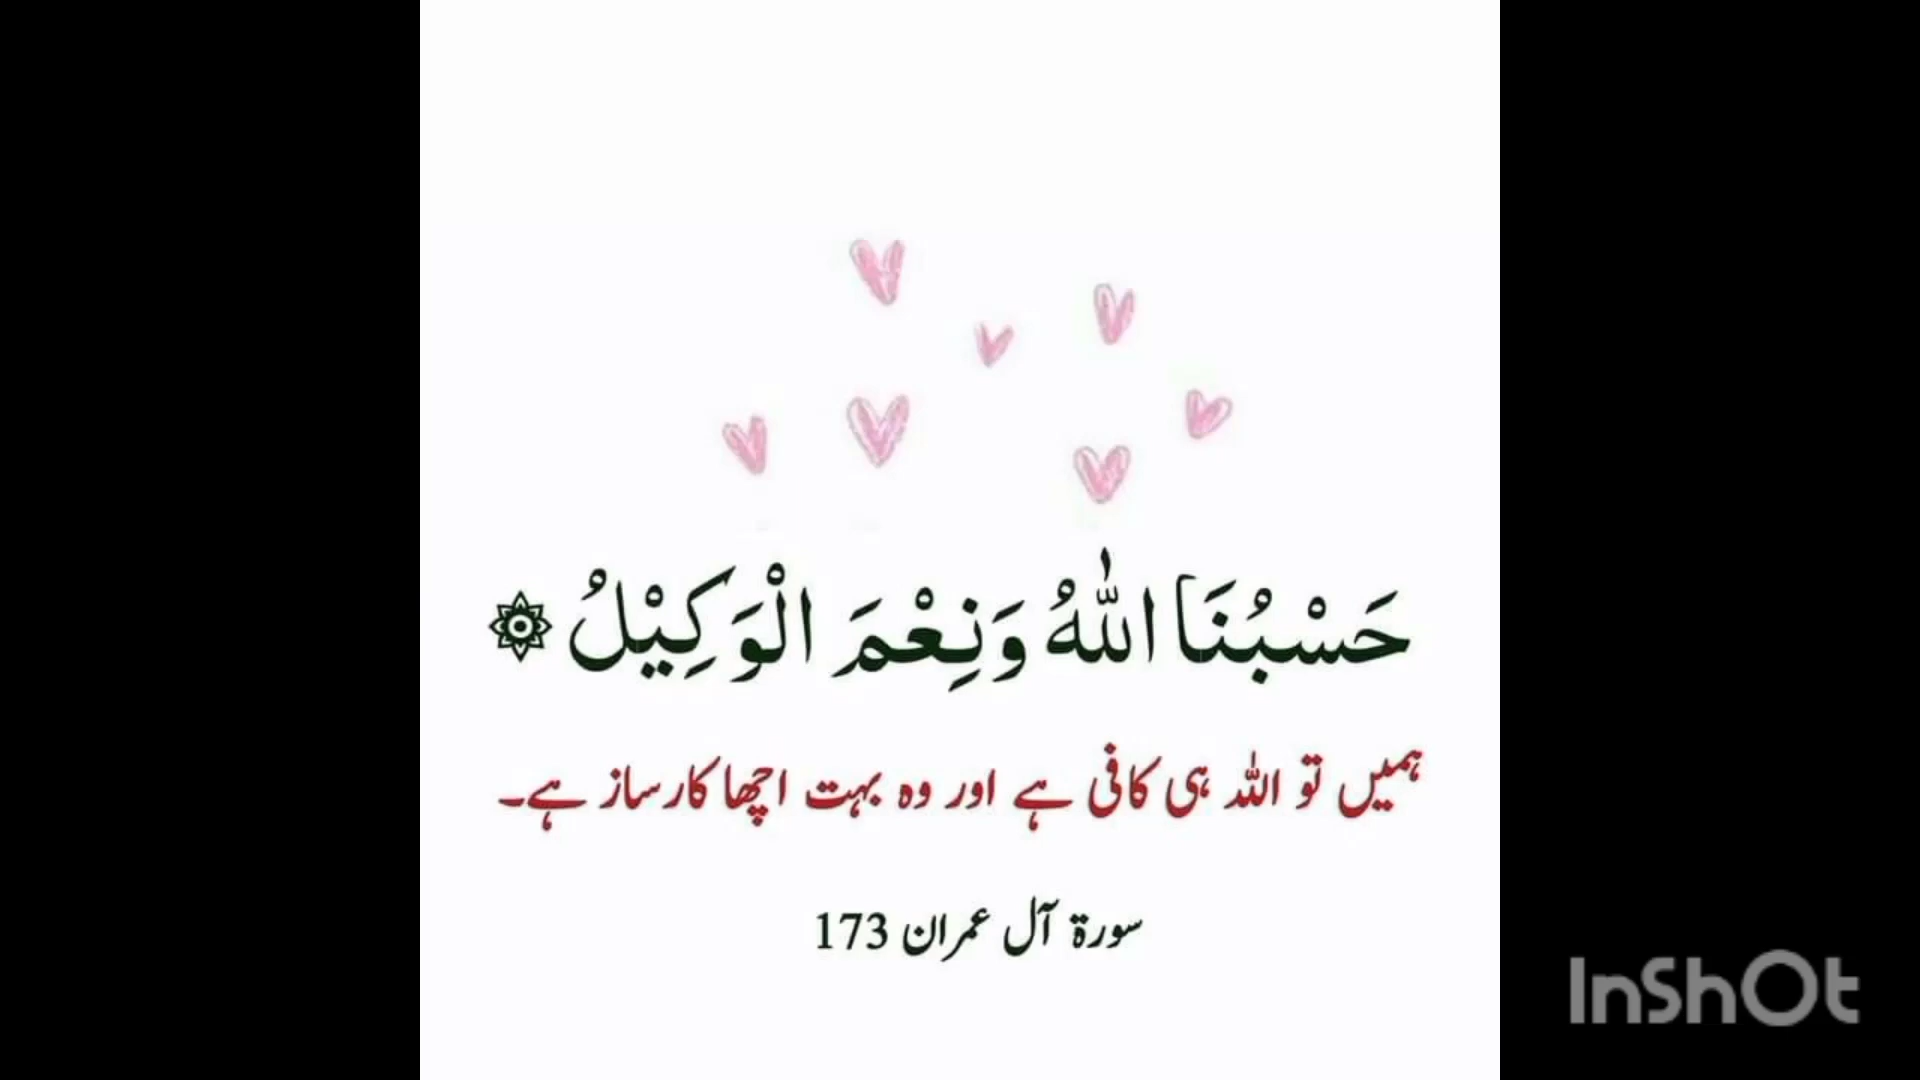 حَسْبُنَا اللّٰهُ وَنِعْمَ الْوَكِيْلُ
ہمیں تو اللہ ہی کافی ہے اور وہ بہت اچھا کارساز ہے۔
سورۃ آل عمران 173
InShOt